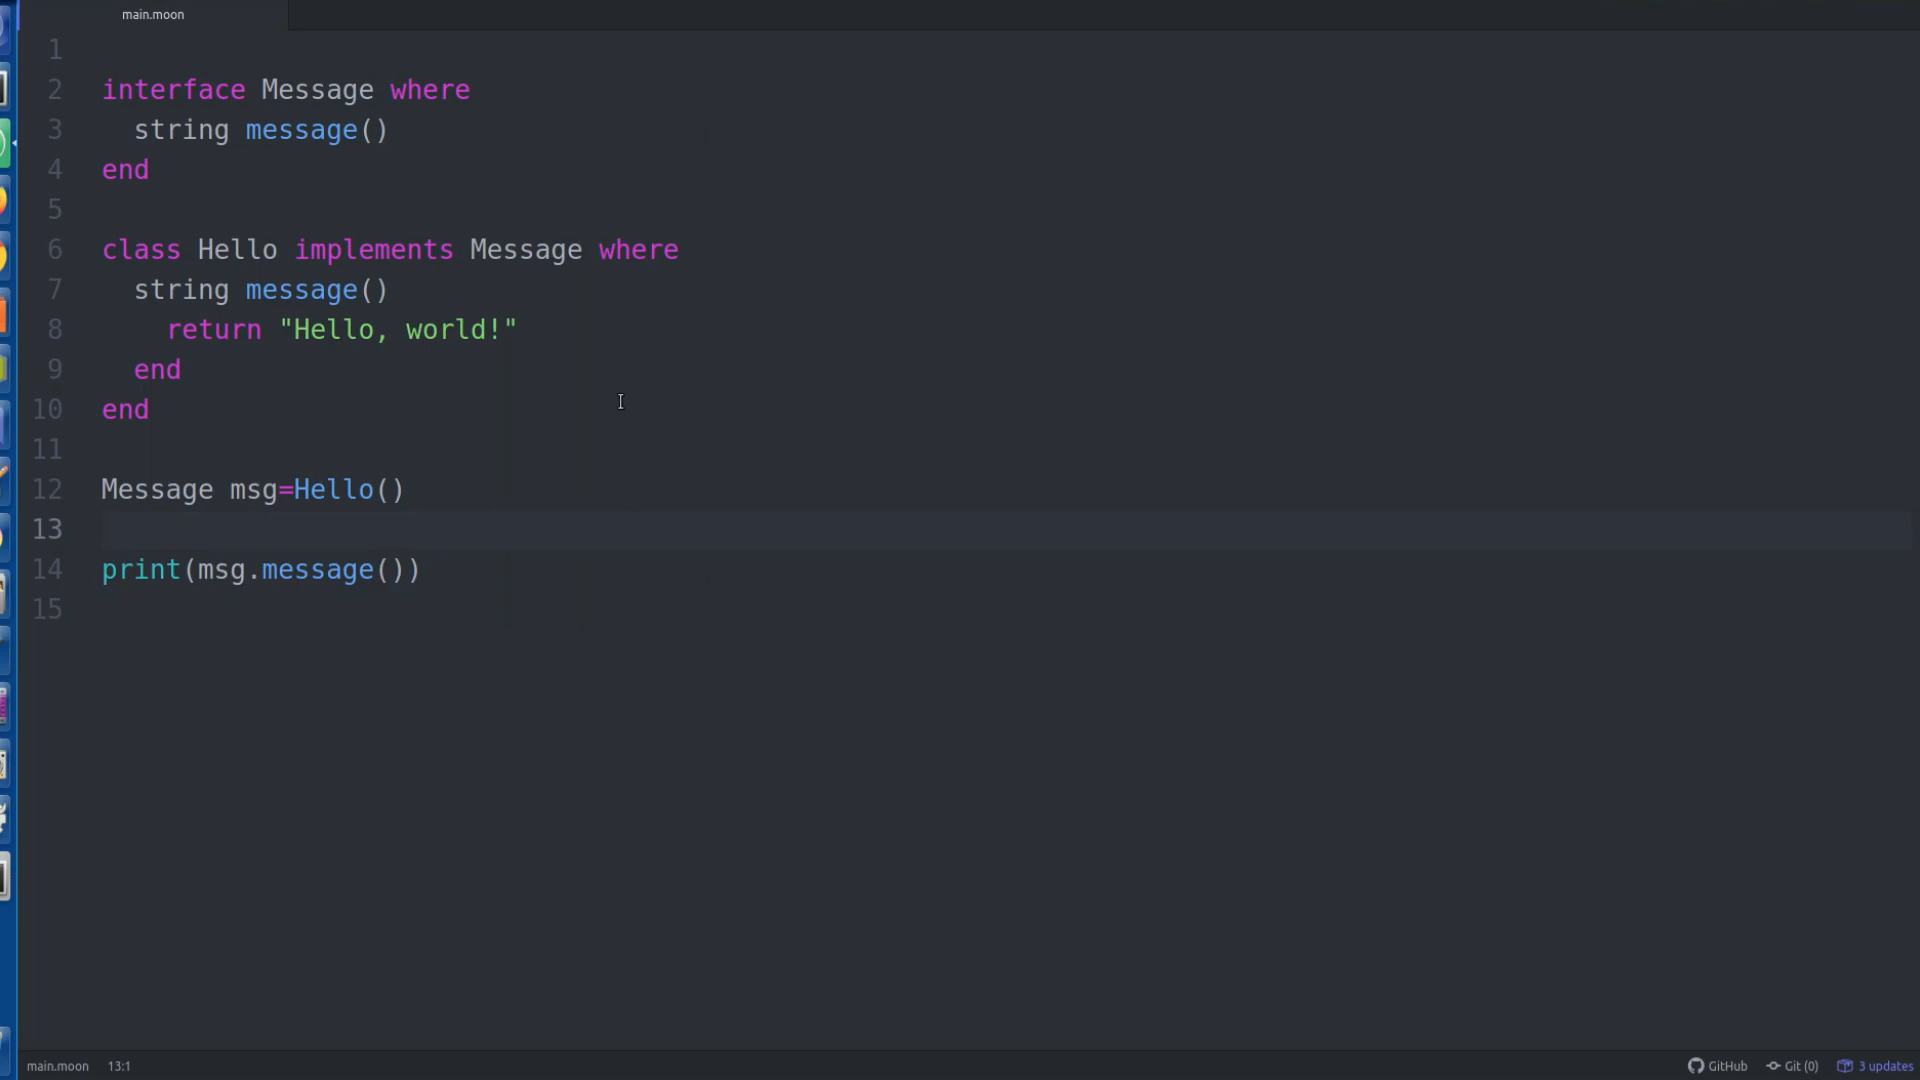 main.moon
1
2 interface Message where
3 string message()
4 end
5
6 class Hello implements Message where
7 string message()
8 return "Hello, world!"
9 end
10 end
11
12 Message msg=Hello()
13
14 print(msg.message())
15
main.moon 13:1 GitHub Git (0) 3 updates